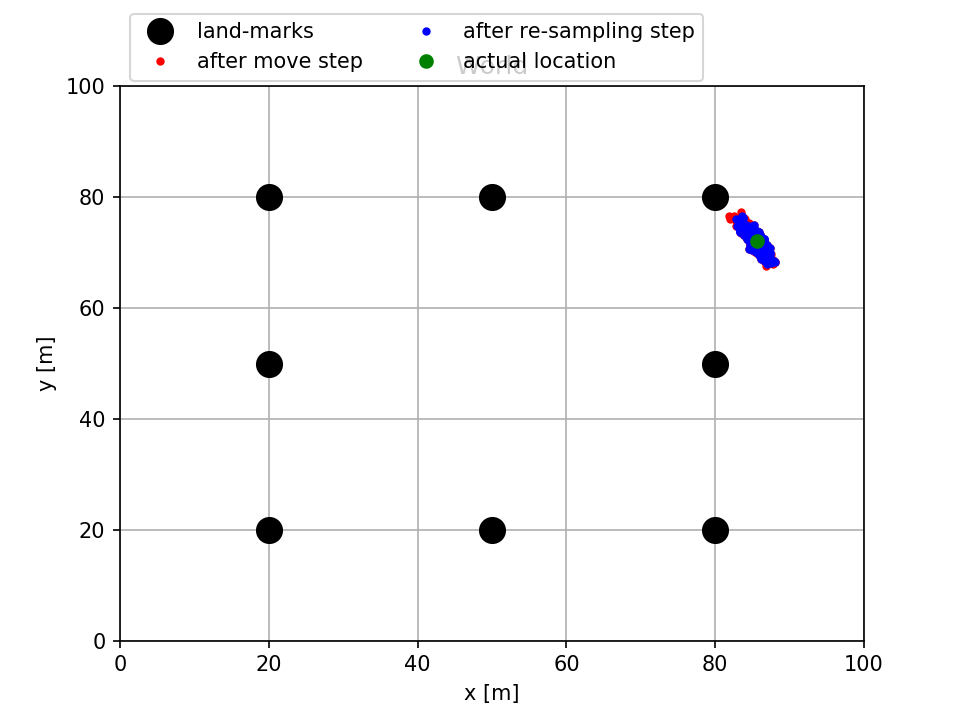 land-marks
after move step
after re-sampling step
actual location
World
100
80
60
40
20
0
y [m]
0 20 40 60 80 100
x [m]